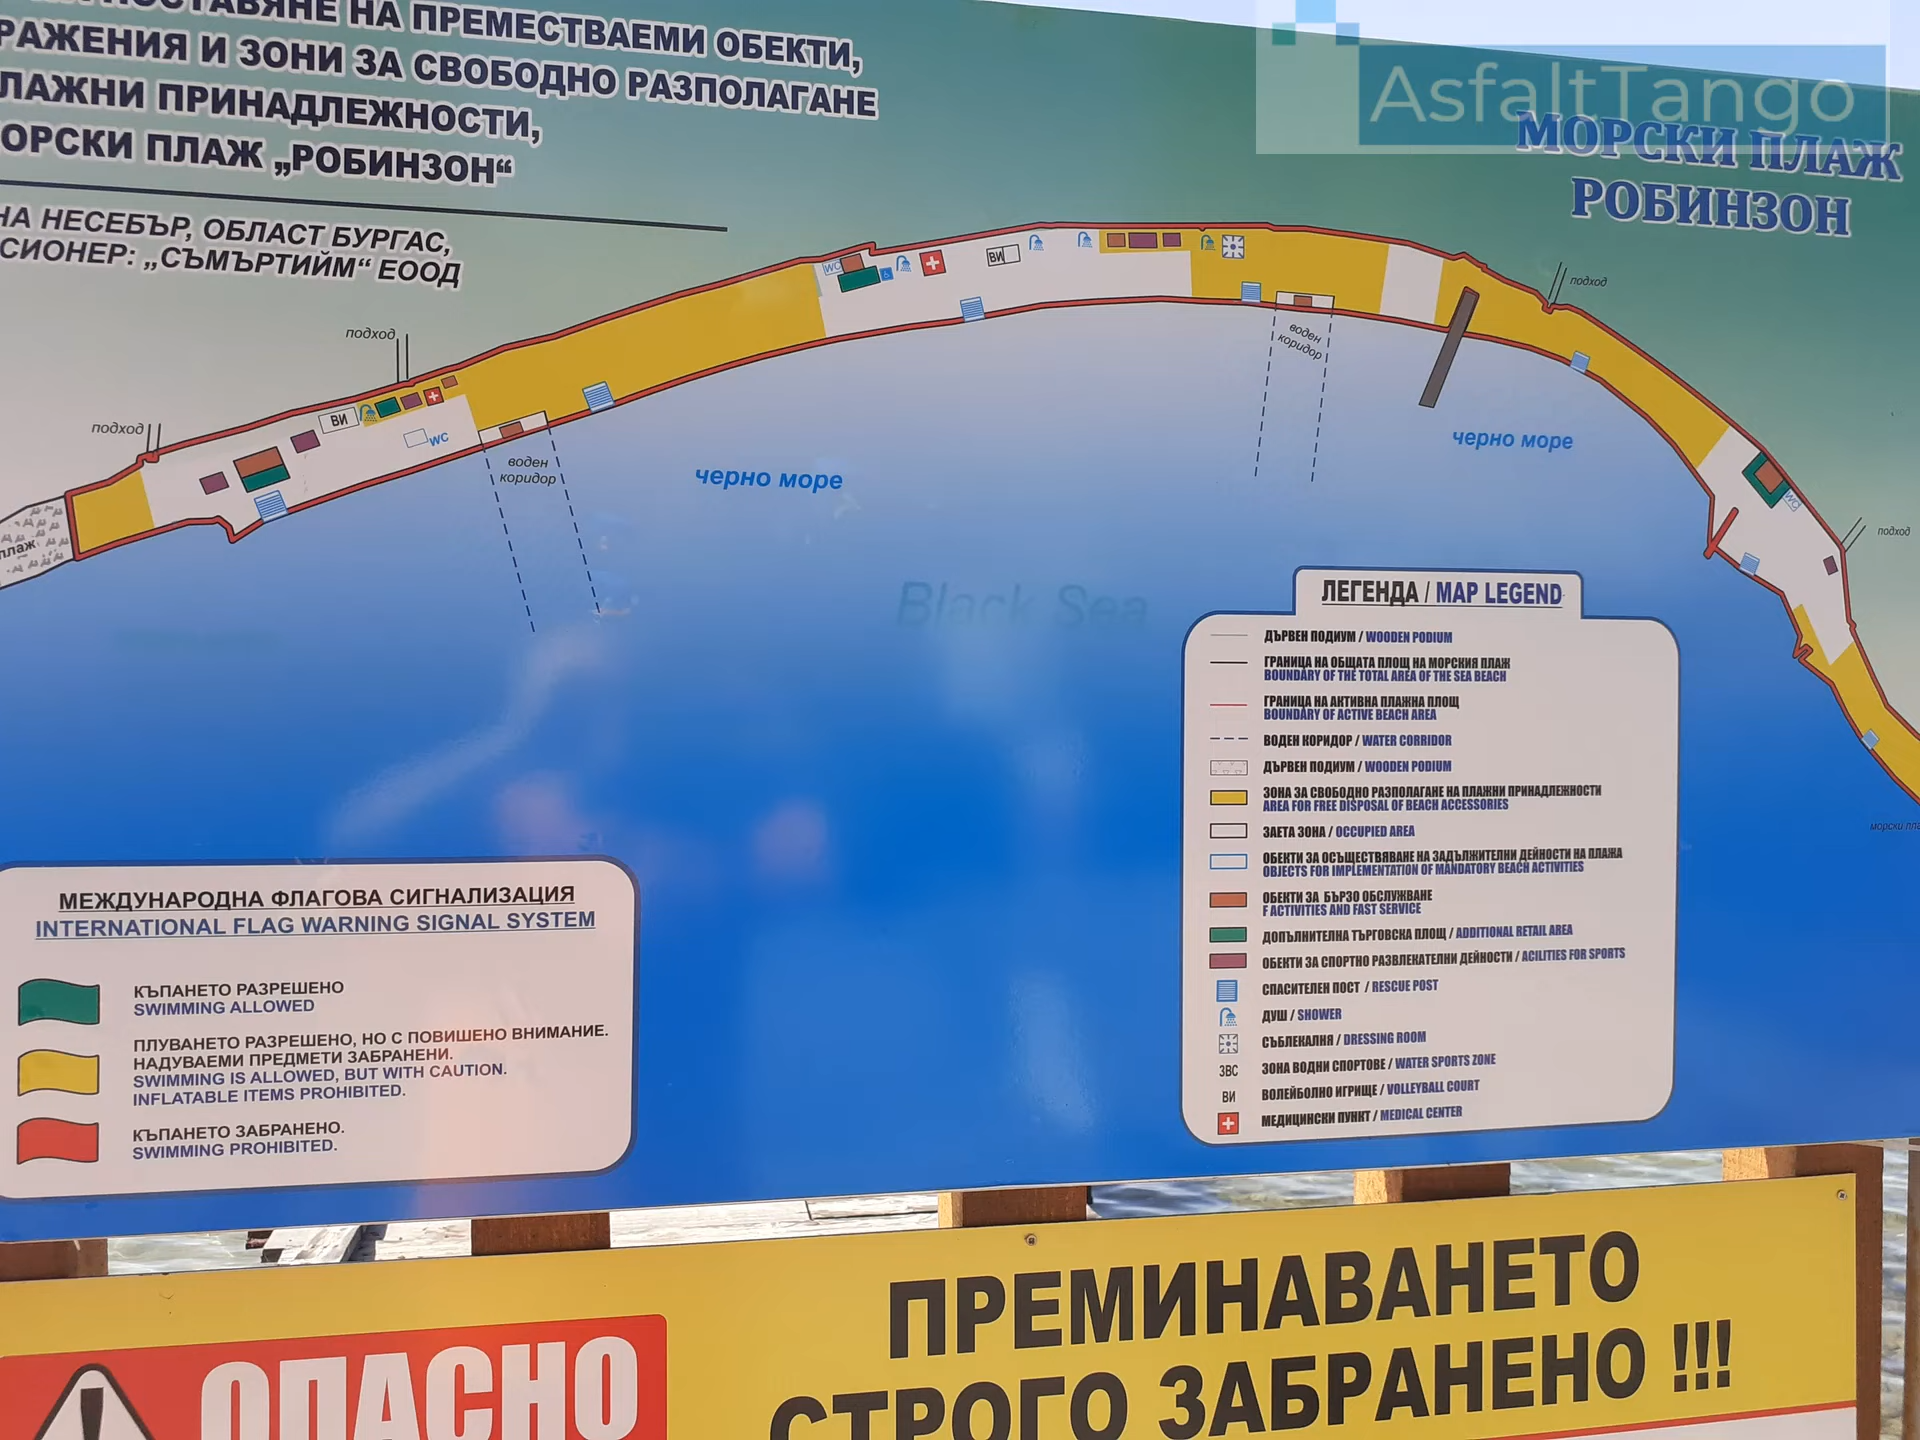 НА ПРЕМЕСТВАЕМИ ОБЕКТИ,
И ЗОНИ ЗА СВОБОДНО РАЗПОЛАГАНЕ
ПРИНАДЛЕЖНОСТИ,
ПЛАЖ „РОБИНЗОН“
НЕСЕБЪР, ОБЛАСТ БУРГАС,
„СЪМЪРТИЙМ“ ЕООД
AsfaltTango
МОРСКИ ПЛАЖ
РОБИНЗОН
подход
подход
подход
подход
плаж
ВИ
WC
воден
коридор
WC
ВИ
воден
коридор
WC
черно море
черно море
Black Sea
ЛЕГЕНДА / MAP LEGEND
ДЪРВЕН ПОДИУМ / WOODEN PODIUM
ГРАНИЦА НА ОБЩАТА ПЛОЩ НА МОРСКИЯ ПЛАЖ
BOUNDARY OF THE TOTAL AREA OF THE SEA BEACH
ГРАНИЦА НА АКТИВНА ПЛАЖНА ПЛОЩ
BOUNDARY OF ACTIVE BEACH AREA
ВОДЕН КОРИДОР / WATER CORRIDOR
ДЪРВЕН ПОДИУМ / WOODEN PODIUM
ЗОНА ЗА СВОБОДНО РАЗПОЛАГАНЕ НА ПЛАЖНИ ПРИНАДЛЕЖНОСТИ
AREA FOR FREE DISPOSAL OF BEACH ACCESSORIES
ЗАЕТА ЗОНА / OCCUPIED AREA
ОБЕКТИ ЗА ОСЪЩЕСТВЯВАНЕ НА ЗАДЪЛЖИТЕЛНИ ДЕЙНОСТИ НА ПЛАЖА
OBJECTS FOR IMPLEMENTATION OF MANDATORY BEACH ACTIVITIES
ОБЕКТИ ЗА БЪРЗО ОБСЛУЖВАНЕ
F ACTIVITIES AND FAST SERVICE
ДОПЪЛНИТЕЛНА ТЪРГОВСКА ПЛОЩ / ADDITIONAL RETAIL AREA
ОБЕКТИ ЗА СПОРТНО РАЗВЛЕКАТЕЛНИ ДЕЙНОСТИ / ACILITIES FOR SPORTS
СПАСИТЕЛЕН ПОСТ / RESCUE POST
ДУШ / SHOWER
СЪБЛЕКАЛНЯ / DRESSING ROOM
ЗВС ЗОНА ВОДНИ СПОРТОВЕ / WATER SPORTS ZONE
ВИ ВОЛЕЙБОЛНО ИГРИЩЕ / VOLLEYBALL COURT
МЕДИЦИНСКИ ПУНКТ / MEDICAL CENTER
морски
МЕЖДУНАРОДНА ФЛАГОВА СИГНАЛИЗАЦИЯ
INTERNATIONAL FLAG WARNING SIGNAL SYSTEM
КЪПАНЕТО РАЗРЕШЕНО
SWIMMING ALLOWED
ПЛУВАНЕТО РАЗРЕШЕНО, НО С ПОВИШЕНО ВНИМАНИЕ.
НАДУВАЕМИ ПРЕДМЕТИ ЗАБРАНЕНИ.
SWIMMING IS ALLOWED, BUT WITH CAUTION.
INFLATABLE ITEMS PROHIBITED.
КЪПАНЕТО ЗАБРАНЕНО.
SWIMMING PROHIBITED.
ОПАСНО
ПРЕМИНАВАНЕТО
СТРОГО ЗАБРАНЕНО !!!